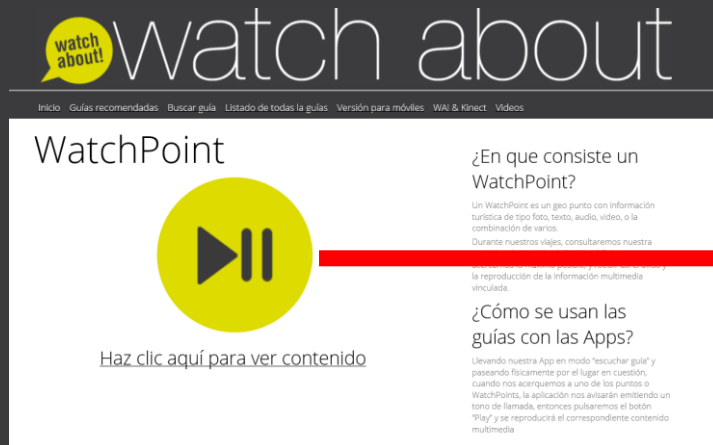 watch
about!
watch about
Inicio Guías recomendadas Buscar guía Listado de todas la guías Versión para móviles WA! & Kinect Videos
WatchPoint
Haz clic aquí para ver contenido
¿En que consiste un
WatchPoint?
Un WatchPoint es un geo punto con información
turística de tipo foto, texto, audio, video, o la
combinación de varios.
Durante nuestros viajes, consultaremos nuestra
la reproducción de la información multimedia
vinculada.
¿Cómo se usan las
guías con las Apps?
Llevando nuestra App en modo "escuchar guía" y
paseando físicamente por el lugar en cuestión,
cuando nos acerquemos a uno de los puntos o
WatchPoints, la aplicación nos avisarán emitiendo un
tono de llamada, entonces pulsaremos el botón
"Play" y se reproducirá el correspondiente contenido
multimedia